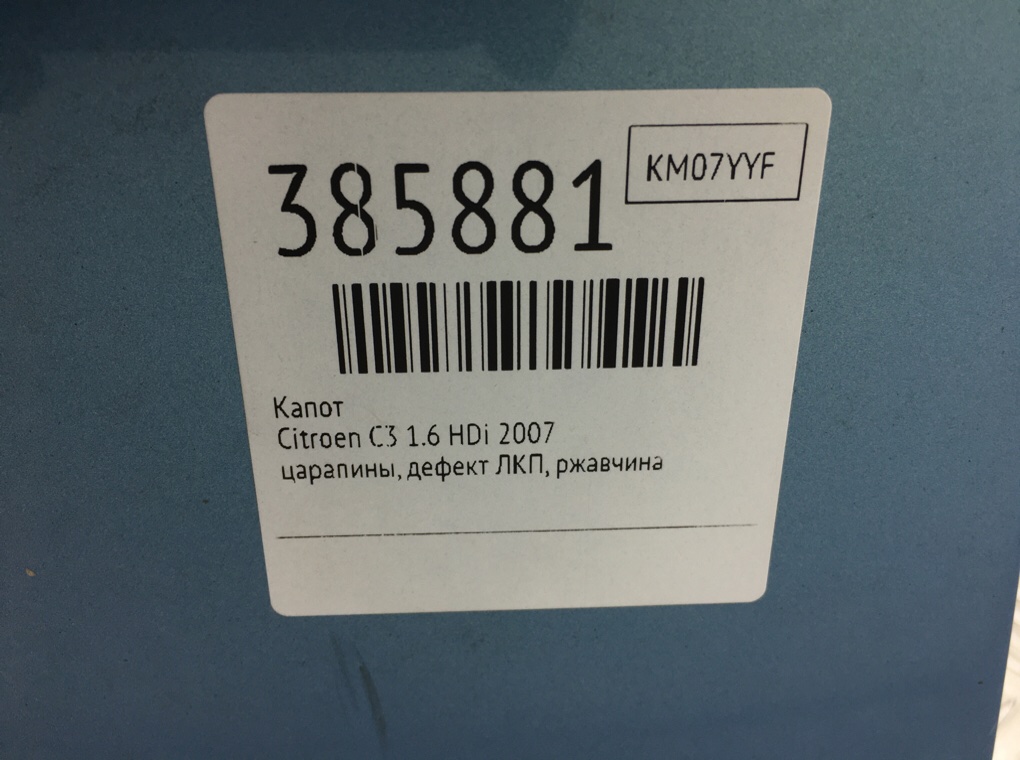 385881
KM07YYF
Капот
Citroen C3 1.6 HDi 2007
царапины, дефект ЛКП, ржавчина